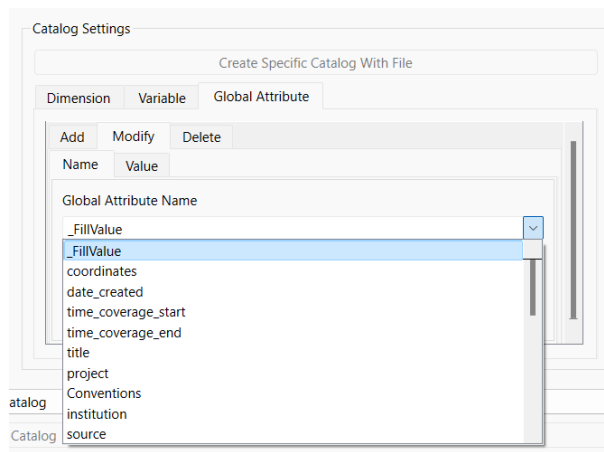 Catalog Settings
Create Specific Catalog With File
Dimension Variable Global Attribute
Add Modify Delete
Name Value
Global Attribute Name
_FillValue
_FillValue
coordinates
date_created
time_coverage_start
time_coverage_end
title
project
Conventions
atalog
institution
Catalog
source